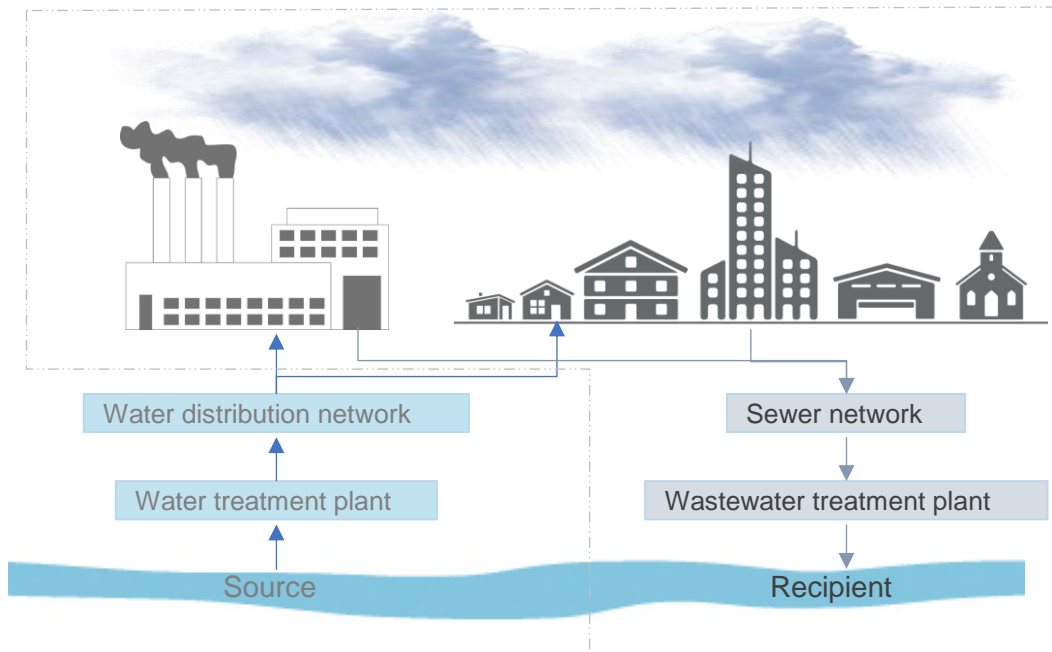 Water distribution network
Sewer network
Water treatment plant
Wastewater treatment plant
Source
Recipient